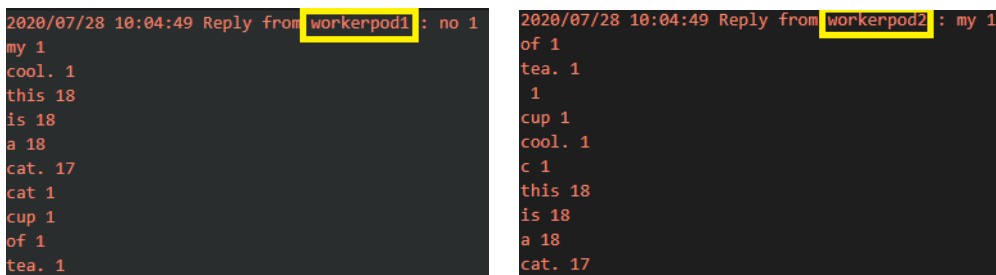 2020/07/28 10:04:49 Reply from workerpod1 : no 1
my 1
cool. 1
this 18
is 18
a 18
cat. 17
cat 1
cup 1
of 1
tea. 1
2020/07/28 10:04:49 Reply from workerpod2 : my 1
of 1
tea. 1
 1
cup 1
cool. 1
c 1
this 18
is 18
a 18
cat. 17